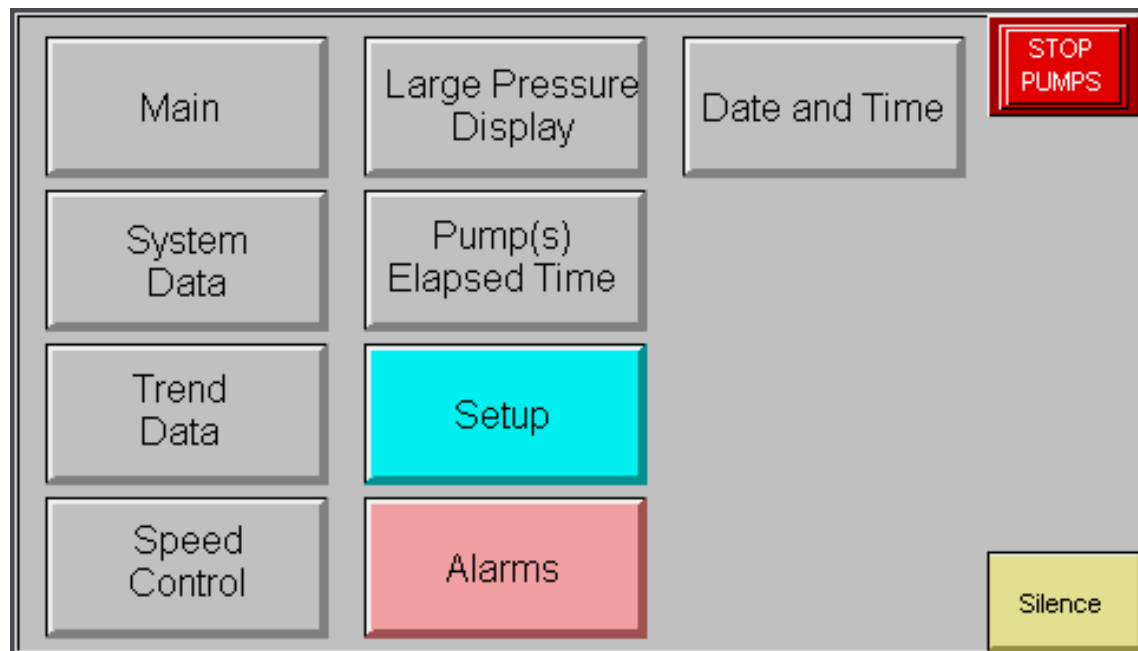 Main
Large Pressure
Display
Date and Time
STOP
PUMPS
System
Data
Pump(s)
Elapsed Time
Trend
Data
Setup
Speed
Control
Alarms
Silence